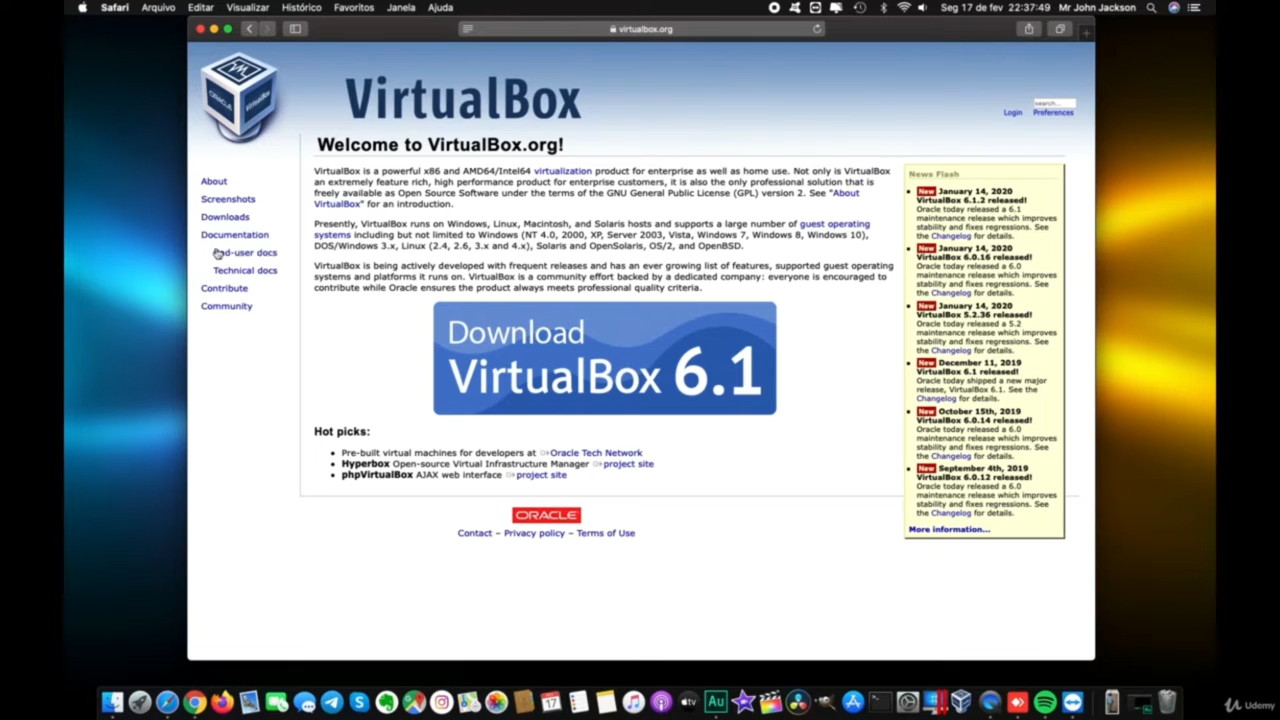 Safari Arquivo Editar Visualizar Histórico Favoritos Janela Ajuda
Seg 17 de fev 22:37:49 Mr John Jackson
virtualbox.org
ORACLE
VirtualBox
VirtualBox
search...
Login Preferences
Welcome to VirtualBox.org!
About
Screenshots
Downloads
Documentation
d-user docs
Technical docs
Contribute
Community
VirtualBox is a powerful x86 and AMD64/Intel64 virtualization product for enterprise as well as home use. Not only is VirtualBox
an extremely feature rich, high performance product for enterprise customers, it is also the only professional solution that is
freely available as Open Source Software under the terms of the GNU General Public License (GPL) version 2. See "About
VirtualBox" for an introduction.
Presently, VirtualBox runs on Windows, Linux, Macintosh, and Solaris hosts and supports a large number of guest operating
systems including but not limited to Windows (NT 4.0, 2000, XP, Server 2003, Vista, Windows 7, Windows 8, Windows 10),
DOS/Windows 3.x, Linux (2.4, 2.6, 3.x and 4.x), Solaris and OpenSolaris, OS/2, and OpenBSD.
VirtualBox is being actively developed with frequent releases and has an ever growing list of features, supported guest operating
systems and platforms it runs on. VirtualBox is a community effort backed by a dedicated company: everyone is encouraged to
contribute while Oracle ensures the product always meets professional quality criteria.
Download
VirtualBox 6.1
Hot picks:
• Pre-built virtual machines for developers at Oracle Tech Network
• Hyperbox Open-source Virtual Infrastructure Manager project site
• phpVirtualBox AJAX web interface project site
ORACLE
Contact – Privacy policy – Terms of Use
News Flash
• New January 14, 2020
VirtualBox 6.1.2 released!
Oracle today released a 6.1
maintenance release which improves
stability and fixes regressions. See
the Changelog for details.
• New January 14, 2020
VirtualBox 6.0.16 released!
Oracle today released a 6.0
maintenance release which improves
stability and fixes regressions. See
the Changelog for details.
• New January 14, 2020
VirtualBox 5.2.36 released!
Oracle today released a 5.2
maintenance release which improves
stability and fixes regressions. See
the Changelog for details.
• New December 11, 2019
VirtualBox 6.1 released!
Oracle today shipped a new major
release, VirtualBox 6.1. See the
Changelog for details.
• New October 15th, 2019
VirtualBox 6.0.14 released!
Oracle today released a 6.0
maintenance release which improves
stability and fixes regressions. See
the Changelog for details.
• New September 4th, 2019
VirtualBox 6.0.12 released!
Oracle today released a 6.0
maintenance release which improves
stability and fixes regressions. See
the Changelog for details.
More information...
17
tv
Au
Udemy